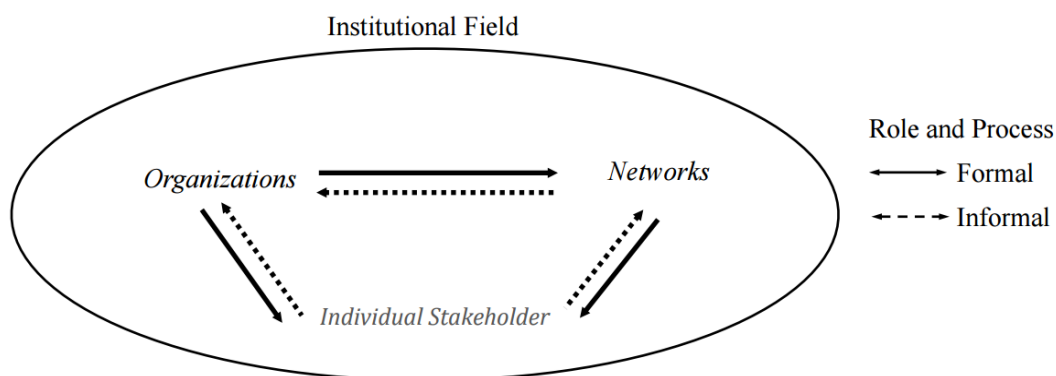 Institutional Field
Role and Process
Organizations
Networks
Formal
Informal
Individual Stakeholder